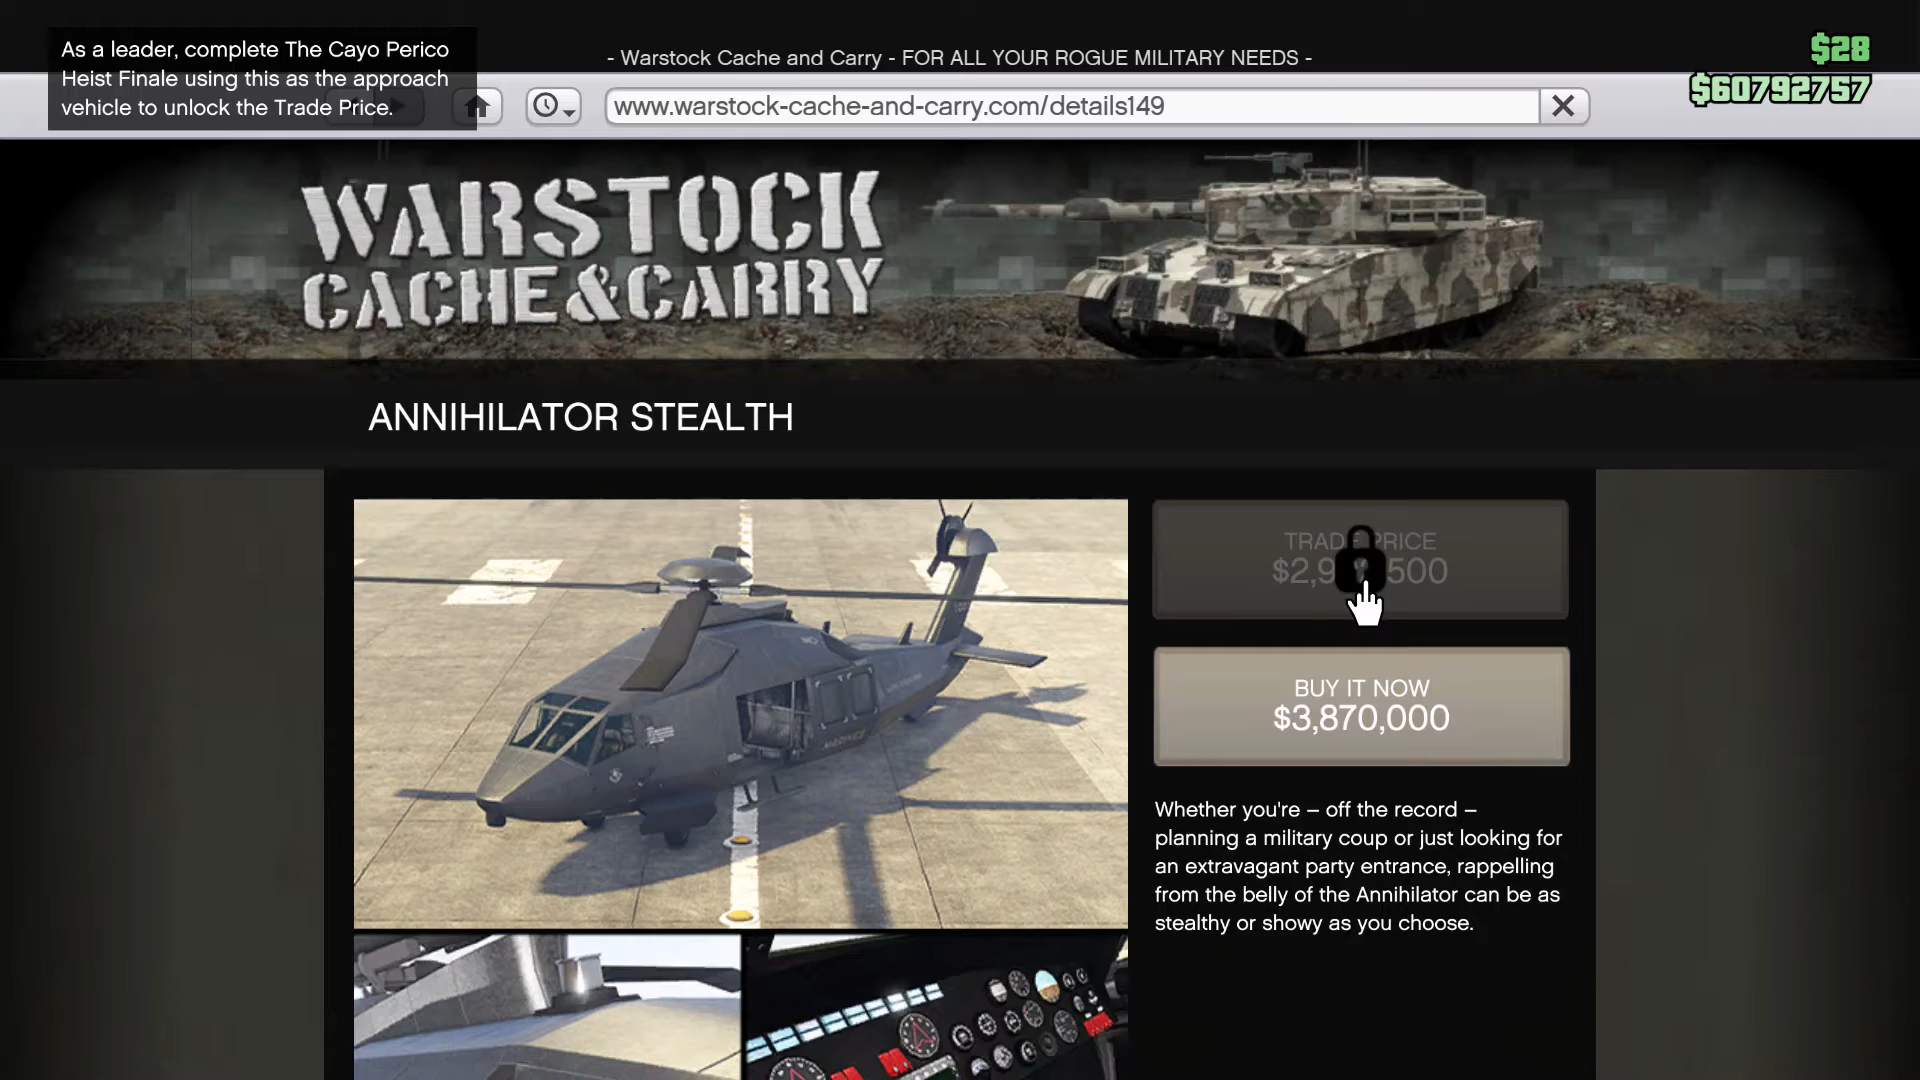 As a leader, complete The Cayo Perico
Heist Finale using this as the approach
vehicle to unlock the Trade Price.
- Warstock Cache and Carry - FOR ALL YOUR ROGUE MILITARY NEEDS -
$28
$60792757
www.warstock-cache-and-carry.com/details149
WARSTOCK
CACHE & CARRY
ANNIHILATOR STEALTH
TRADE PRICE
BUY IT NOW
$3,870,000
Whether you're – off the record –
planning a military coup or just looking for
an extravagant party entrance, rappelling
from the belly of the Annihilator can be as
stealthy or showy as you choose.
MARINES